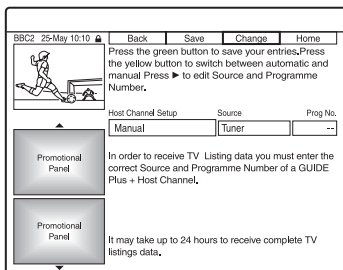 BBC2 25-May 10:10 Back Save Change Home
Press the green button to save your entries.Press
the yellow button to switch between automatic and
manual Press ► to edit Source and Programme
Number.
Host Channel Setup Source Prog No.
Manual Tuner --
Promotional
Panel
In order to receive TV Listing data you must enter the
correct Source and Programme Number of a GUIDE
Plus + Host Channel.
Promotional
Panel
It may take up to 24 hours to receive complete TV
listings data.